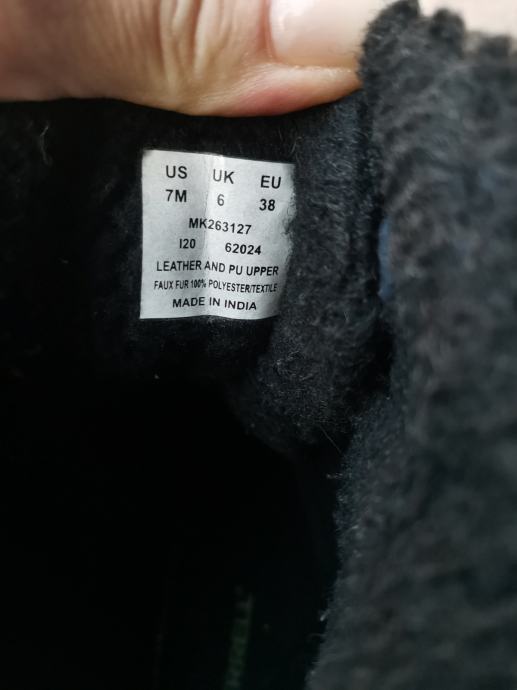 US UK EU
7M 6 38
MK263127
I20 62024
LEATHER AND PU UPPER
FAUX FUR 100% POLYESTER/TEXTILE
MADE IN INDIA